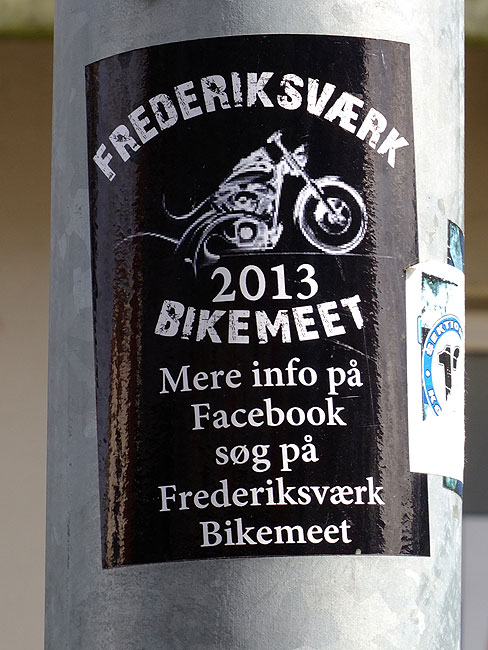 FREDERIKSVÆRK
2013
BIKEMEET
Mere info på
Facebook
søg på
Frederiksværk
Bikemeet